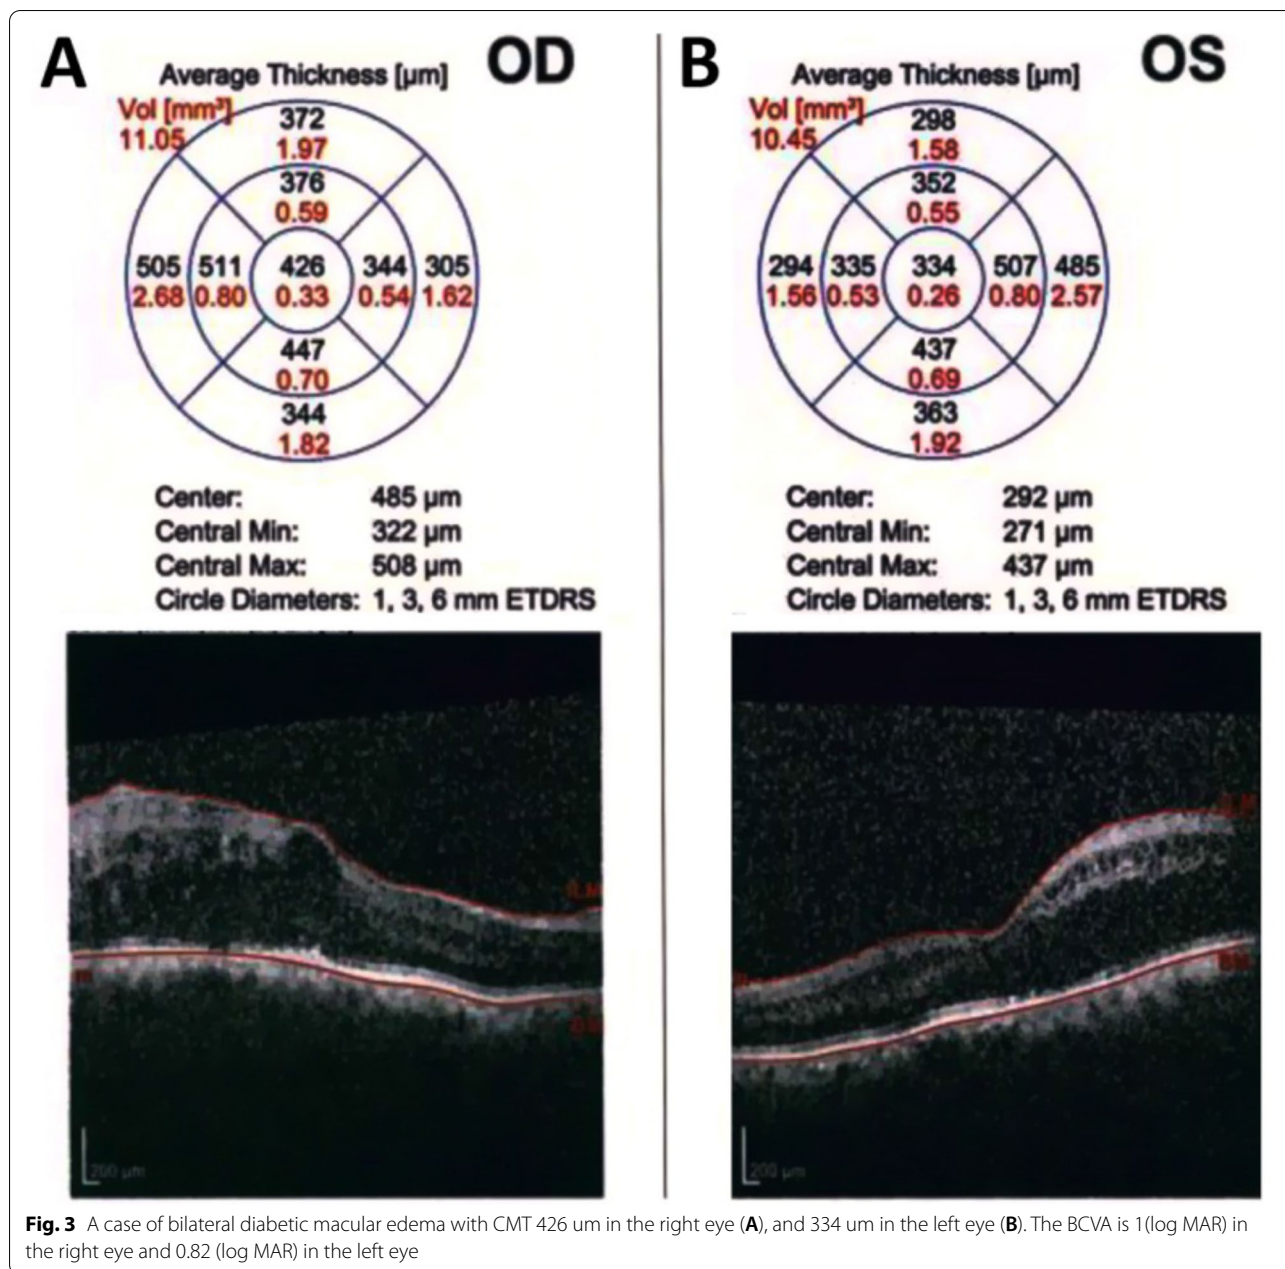 A
OD
Average Thickness [µm]
Vol [mm³]
11.05
372
1.97
376
0.59
505 511 426 344 305
2.68 0.80 0.33 0.54 1.62
447
0.70
344
1.82
Center: 485 µm
Central Min: 322 µm
Central Max: 508 µm
Circle Diameters: 1, 3, 6 mm ETDRS
200 µm
B
OS
Average Thickness [µm]
Vol [mm³]
10.45
298
1.58
352
0.55
294 335 334 507 485
1.56 0.53 0.26 0.80 2.57
437
0.69
363
1.92
Center: 292 µm
Central Min: 271 µm
Central Max: 437 µm
Circle Diameters: 1, 3, 6 mm ETDRS
200 µm
Fig. 3 A case of bilateral diabetic macular edema with CMT 426 um in the right eye (A), and 334 um in the left eye (B). The BCVA is 1(log MAR) in
the right eye and 0.82 (log MAR) in the left eye